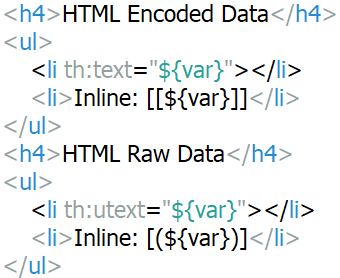 <h4>HTML Encoded Data</h4>
<ul>
    <li th:text="${var}"></li>
    <li>Inline: [[${var}]]</li>
</ul>
<h4>HTML Raw Data</h4>
<ul>
    <li th:utext="${var}"></li>
    <li>Inline: [(${var})]</li>
</ul>